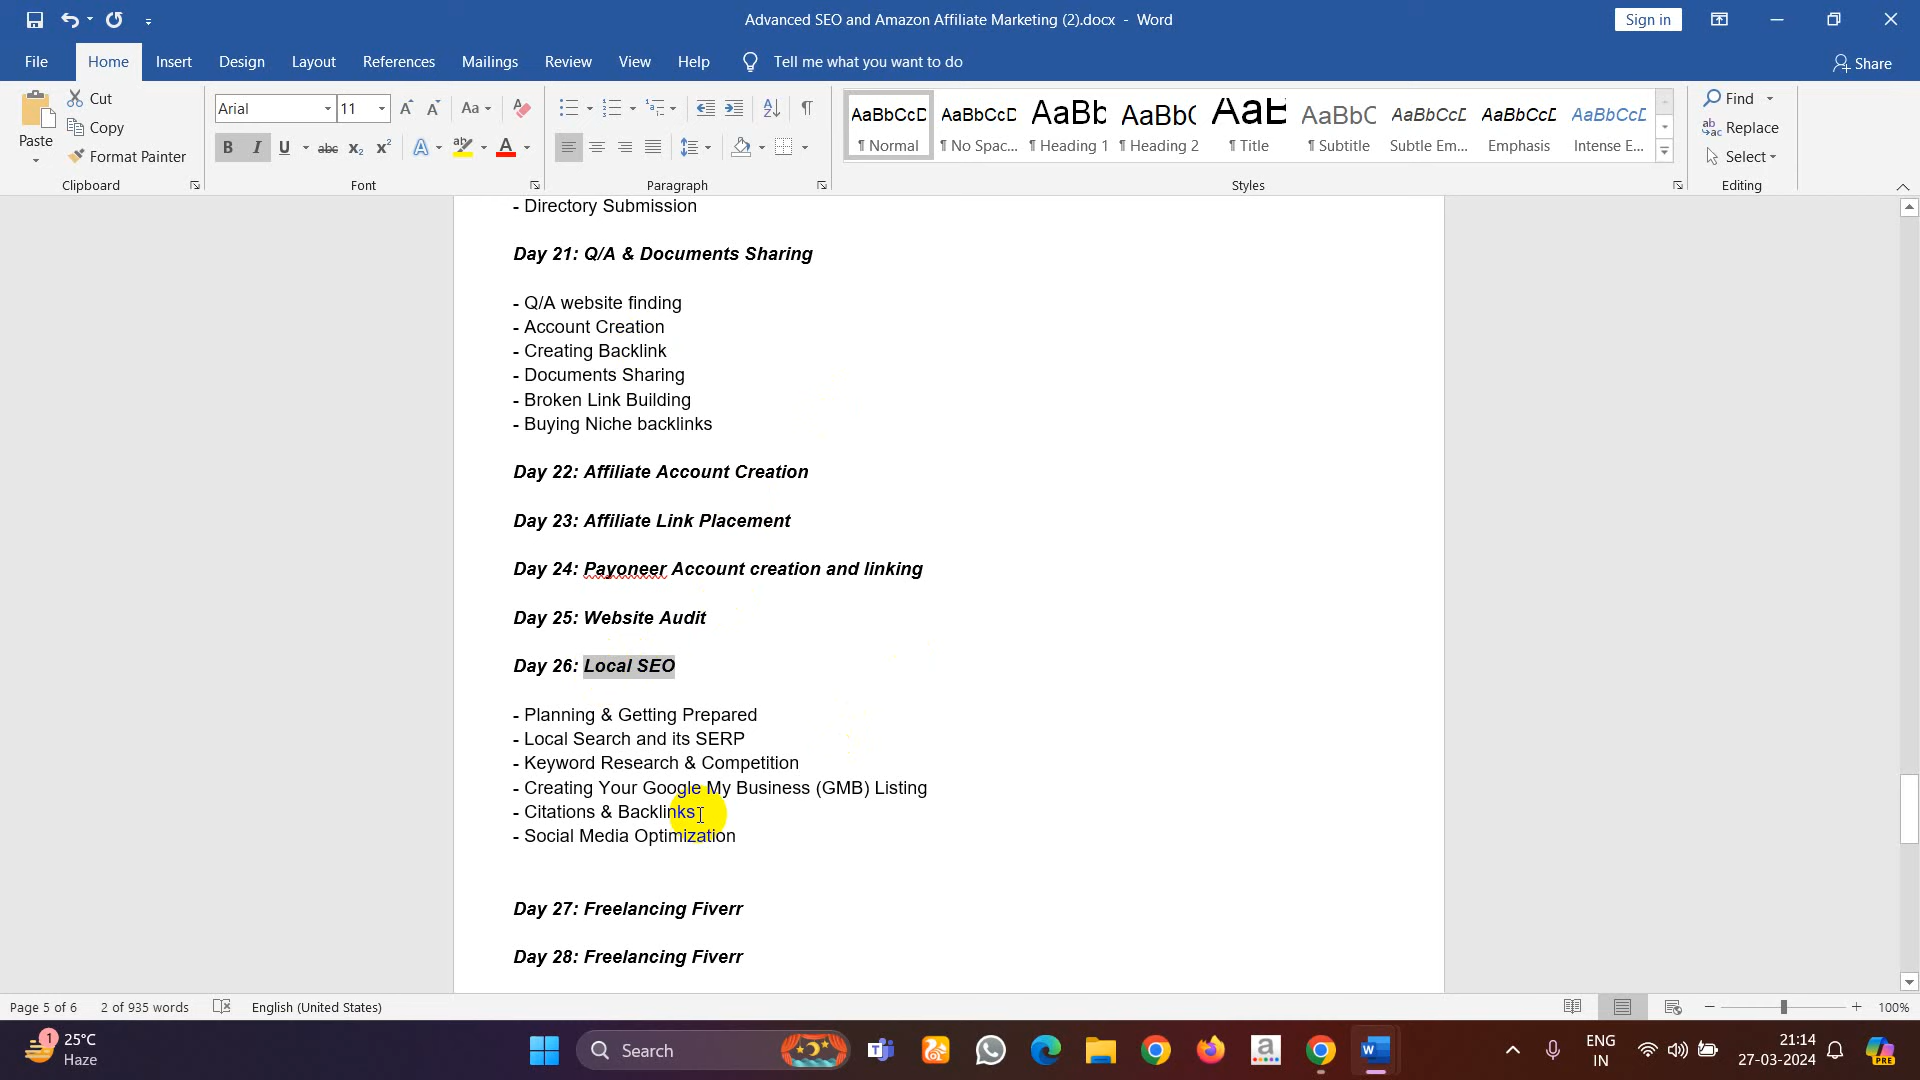 Advanced SEO and Amazon Affiliate Marketing (2).docx - Word
Sign in
File Home Insert Design Layout References Mailings Review View Help Tell me what you want to do Share
Paste
Cut
Copy
Format Painter
Clipboard
Arial 11
Font
Paragraph
AaBbCcD AaBbCcD AaBb AaBb( AaB AaBbC AaBbCcD AaBbCcD AaBbCcD
¶ Normal ¶ No Spac... ¶ Heading 1 ¶ Heading 2 ¶ Title ¶ Subtitle Subtle Em... Emphasis Intense E...
Styles
Find
Replace
Select
Editing
- Directory Submission
Day 21: Q/A & Documents Sharing
- Q/A website finding
- Account Creation
- Creating Backlink
- Documents Sharing
- Broken Link Building
- Buying Niche backlinks
Day 22: Affiliate Account Creation
Day 23: Affiliate Link Placement
Day 24: Payoneer Account creation and linking
Day 25: Website Audit
Day 26: Local SEO
- Planning & Getting Prepared
- Local Search and its SERP
- Keyword Research & Competition
- Creating Your Google My Business (GMB) Listing
- Citations & Backlinks
- Social Media Optimization
Day 27: Freelancing Fiverr
Day 28: Freelancing Fiverr
Page 5 of 6 2 of 935 words English (United States) 100%
1 25°C
Haze
Search
ENG
IN
21:14
27-03-2024